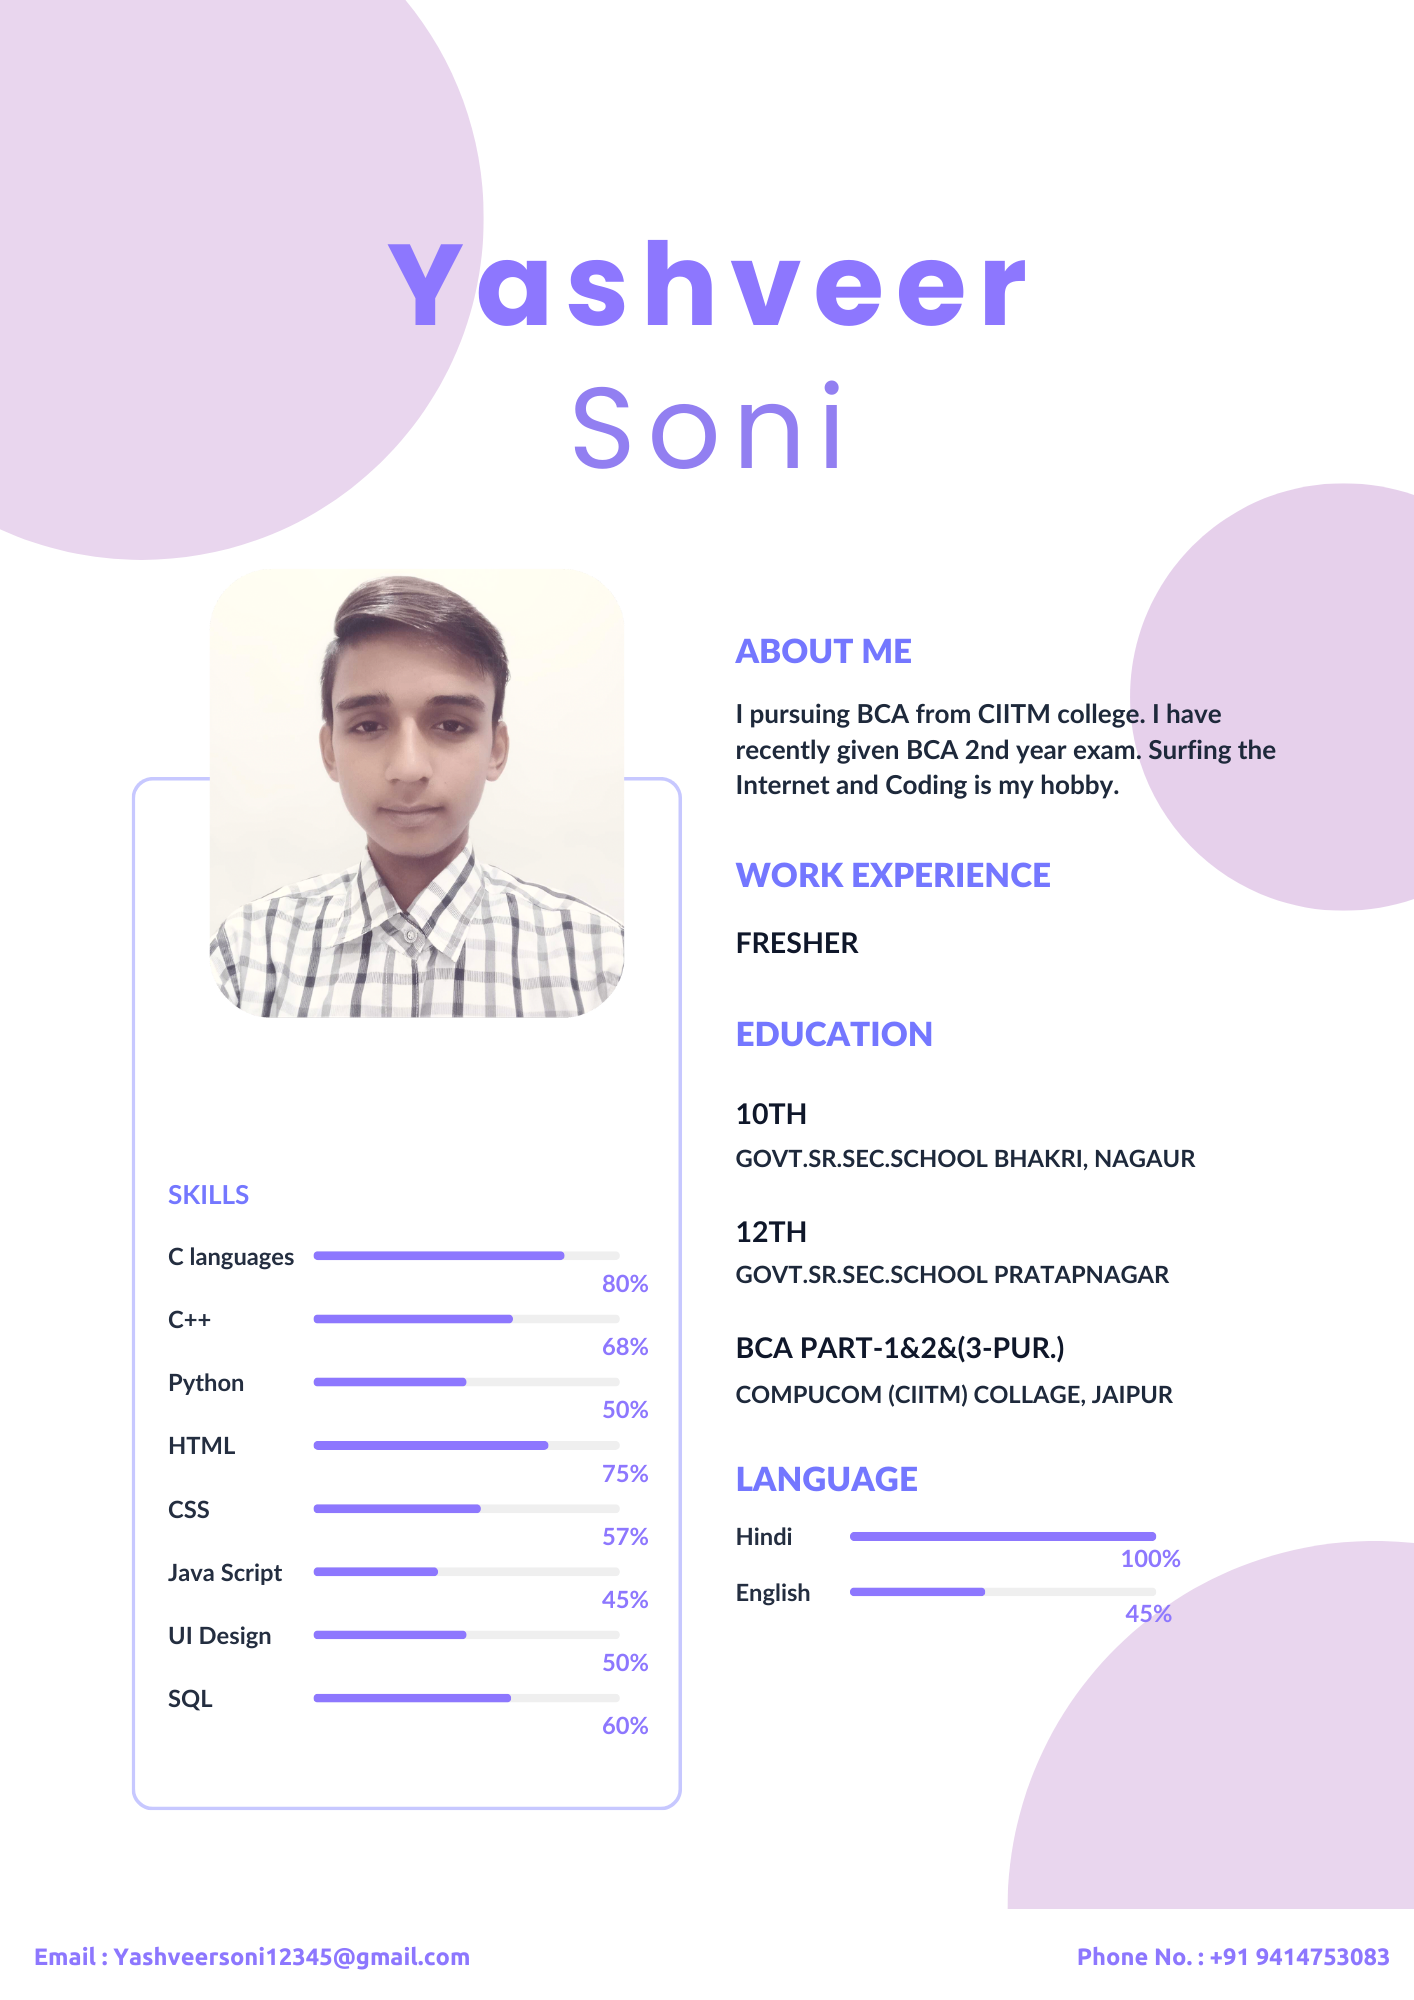 Yashveer
Soni
ABOUT ME
I pursuing BCA from CIITM college. I have
recently given BCA 2nd year exam. Surfing the
Internet and Coding is my hobby.
WORK EXPERIENCE
FRESHER
EDUCATION
10TH
GOVT.SR.SEC.SCHOOL BHAKRI, NAGAUR
12TH
GOVT.SR.SEC.SCHOOL PRATAPNAGAR
BCA PART-1&2&(3-PUR.)
COMPUCOM (CIITM) COLLAGE, JAIPUR
LANGUAGE
Hindi
100%
English
45%
SKILLS
C languages
80%
C++
68%
Python
50%
HTML
75%
CSS
57%
Java Script
45%
UI Design
50%
SQL
60%
Email : Yashveersoni12345@gmail.com
Phone No. : +91 9414753083